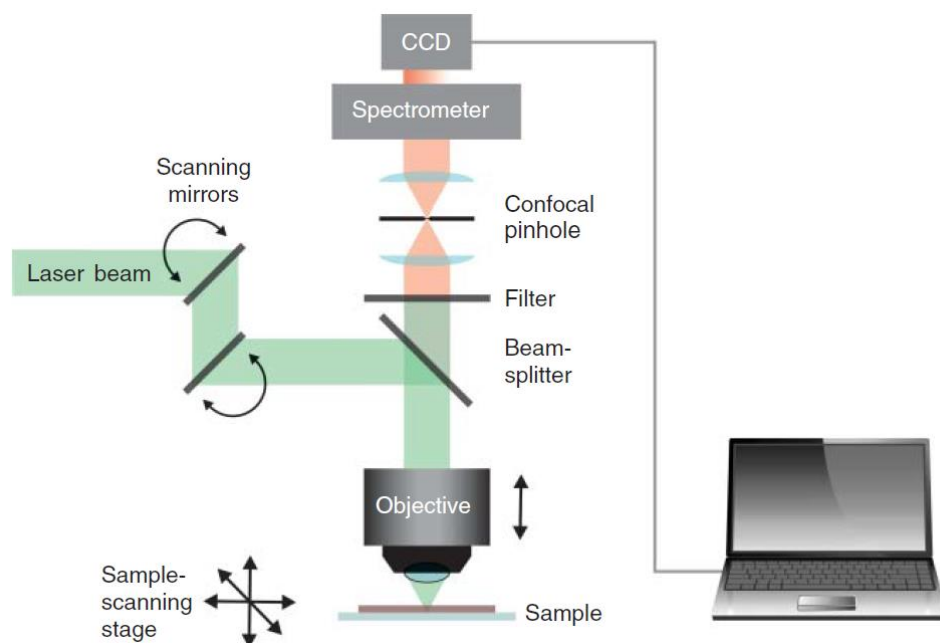 CCD
Spectrometer
Scanning
mirrors
Confocal
pinhole
Laser beam
Filter
Beam-
splitter
Objective
Sample-
scanning
stage
Sample